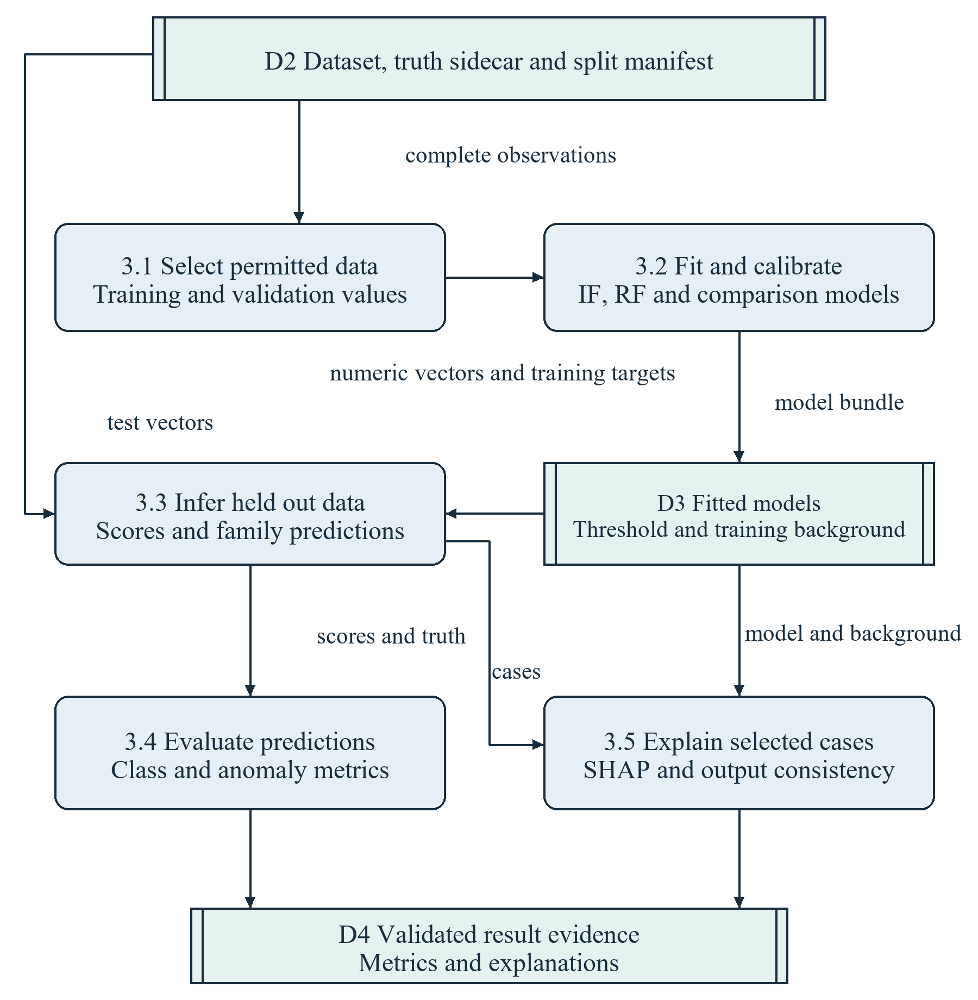 D2 Dataset, truth sidecar and split manifest
complete observations
3.1 Select permitted data
Training and validation values
3.2 Fit and calibrate
IF, RF and comparison models
numeric vectors and training targets
model bundle
test vectors
3.3 Infer held out data
Scores and family predictions
D3 Fitted models
Threshold and training background
scores and truth
model and background
cases
3.4 Evaluate predictions
Class and anomaly metrics
3.5 Explain selected cases
SHAP and output consistency
D4 Validated result evidence
Metrics and explanations